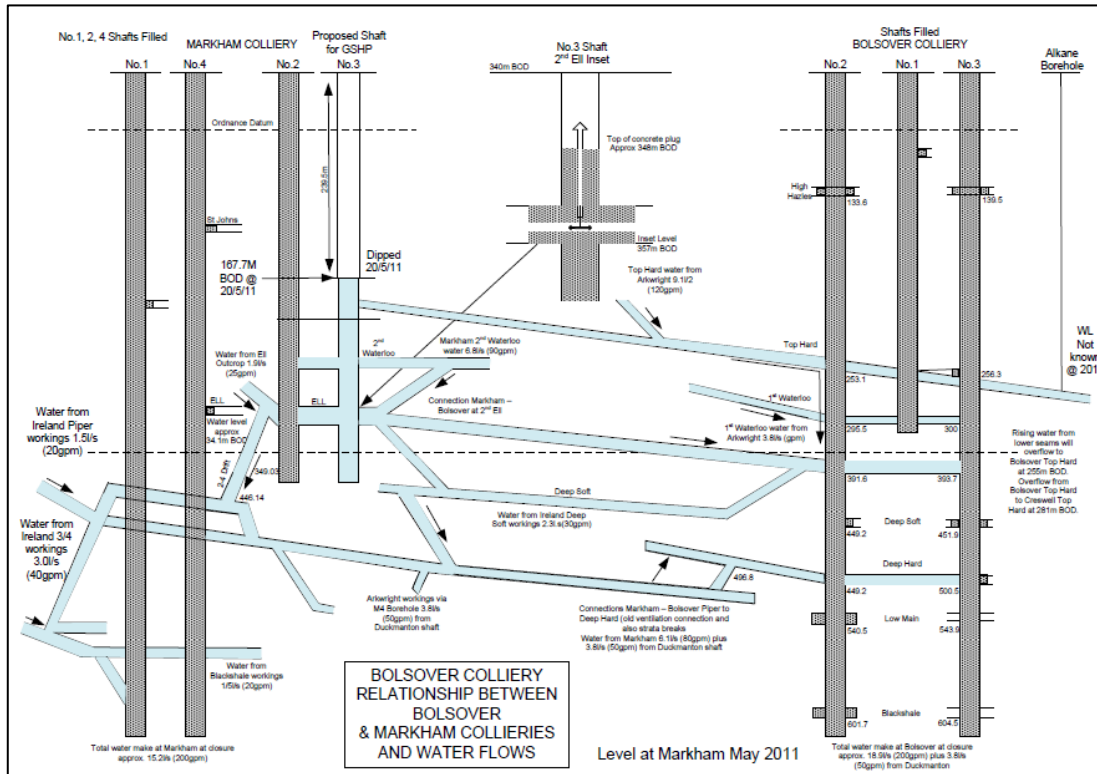 No.1, 2, 4 Shafts Filled
MARKHAM COLLIERY
Proposed Shaft
for GSHP
No.1
No.4
No.2
No.3
No.3 Shaft
2nd Ell Inset
340m BOD
Shafts Filled
BOLSOVER COLLIERY
No.2
No.1
No.3
Alkane
Borehole
Ordnance Datum
239.5m
Top of concrete plug
Approx 348m BOD
High
Hazles
133.6
139.5
St Johns
Inset Level
357m BOD
167.7M
BOD @
20/5/11
Dipped
20/5/11
Top Hard water from
Arkwright 9.1l/2
(120gpm)
2nd
Waterloo
Markham 2nd Waterloo
water 6.8l/s (90gpm)
Top Hard
WL
Not
known
@ 201
Water from Ell
Outcrop 1.9l/s
(25gpm)
253.1
256.3
ELL
ELL
Water level
approx
34.1m BOD
Connection Markham –
Bolsover at 2nd Ell
1st Waterloo
1st Waterloo water from
Arkwright 3.8l/s (gpm)
295.5
300
Water from
Ireland Piper
workings 1.5l/s
(20gpm)
Rising water from
lower seams will
overflow to
Bolsover Top Hard
at 255m BOD.
Overflow from
Bolsover Top Hard
to Creswell Top
Hard at 281m BOD.
2-4 Drift
349.03
446.14
391.6
393.7
Deep Soft
Water from Ireland Deep
Soft workings 2.3l.s(30gpm)
Deep Soft
449.2
451.9
Water from
Ireland 3/4
workings
3.0l/s
(40gpm)
Deep Hard
496.8
449.2
500.5
Arkwright workings via
M4 Borehole 3.8l/s
(50gpm) from
Duckmanton shaft
Connections Markham – Bolsover Piper to
Deep Hard (old ventilation connection and
also strata breaks
Water from Markham 6.1l/s (80gpm) plus
3.8l/s (50gpm) from Duckmanton shaft
Low Main
540.5
543.9
Water from
Blackshale workings
1/5l/s (20gpm)
BOLSOVER COLLIERY
RELATIONSHIP BETWEEN
BOLSOVER
& MARKHAM COLLIERIES
AND WATER FLOWS
Blackshale
601.7
604.5
Total water make at Markham at closure
approx. 15.2l/s (200gpm)
Level at Markham May 2011
Total water make at Bolsover at closure
approx. 18.9l/s (200gpm) plus 3.8l/s
(50gpm) from Duckmanton